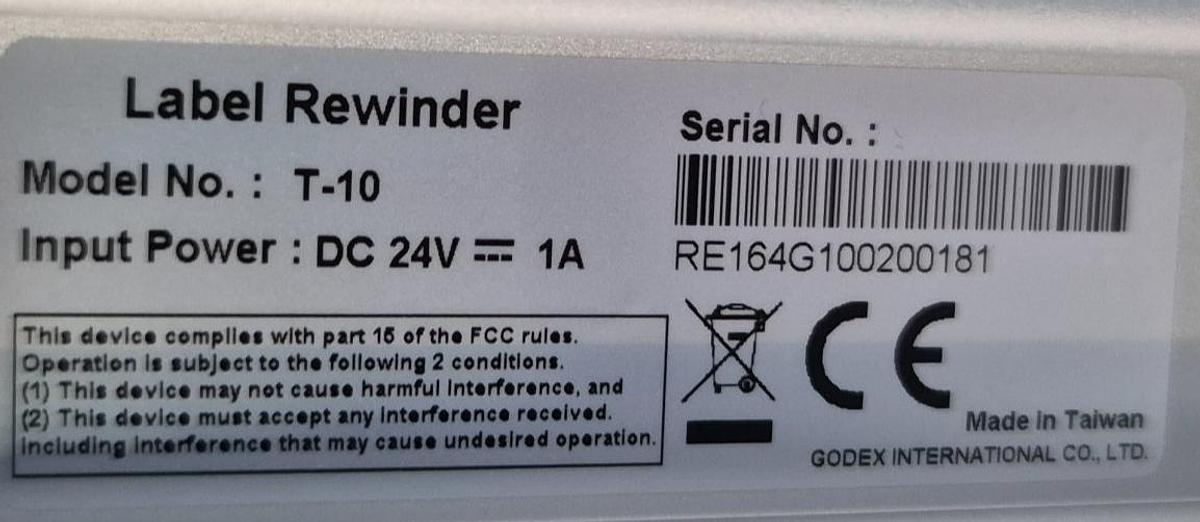 Label Rewinder
Model No. : T-10
Input Power : DC 24V ⎓ 1A
This device complies with part 15 of the FCC rules.
Operation is subject to the following 2 conditions.
(1) This device may not cause harmful Interference, and
(2) This device must accept any Interference received.
including interference that may cause undesired operation.
Serial No. :
RE164G100200181
CE
Made in Taiwan
GODEX INTERNATIONAL CO., LTD.